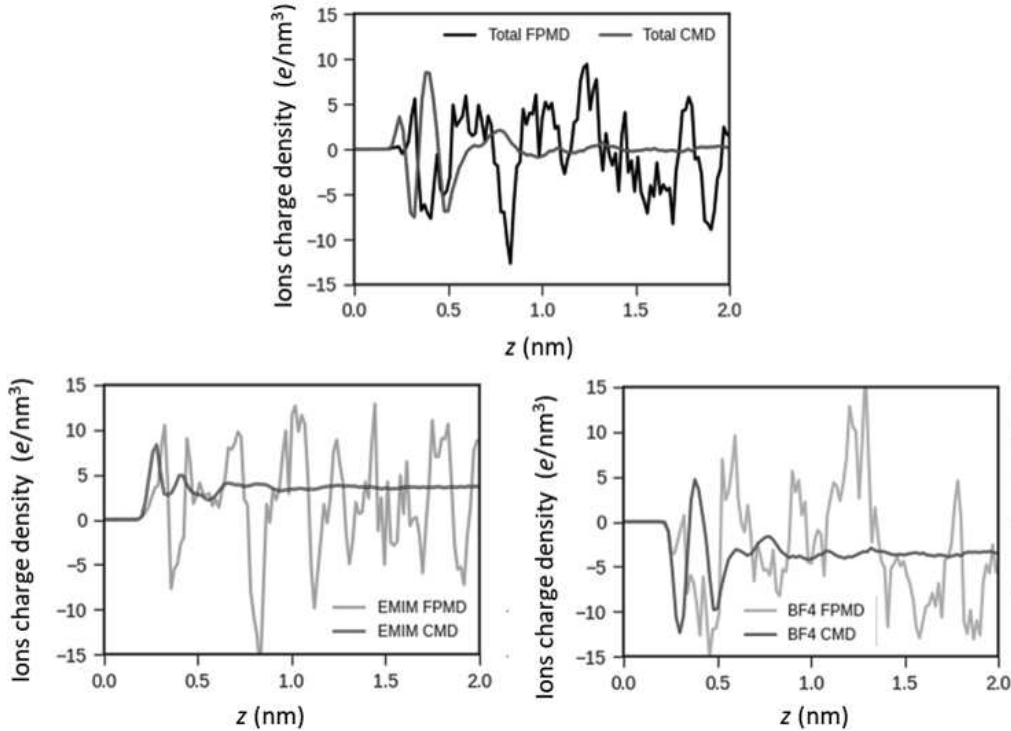 Ions charge density (e/nm³)
15
10
5
0
−5
−10
−15
Total FPMD
Total CMD
0.0 0.5 1.0 1.5 2.0
z (nm)
Ions charge density (e/nm³)
15
10
5
0
−5
−10
−15
EMIM FPMD
EMIM CMD
0.0 0.5 1.0 1.5 2.0
z (nm)
Ions charge density (e/nm³)
15
10
5
0
−5
−10
−15
BF4 FPMD
BF4 CMD
0.0 0.5 1.0 1.5 2.0
z (nm)